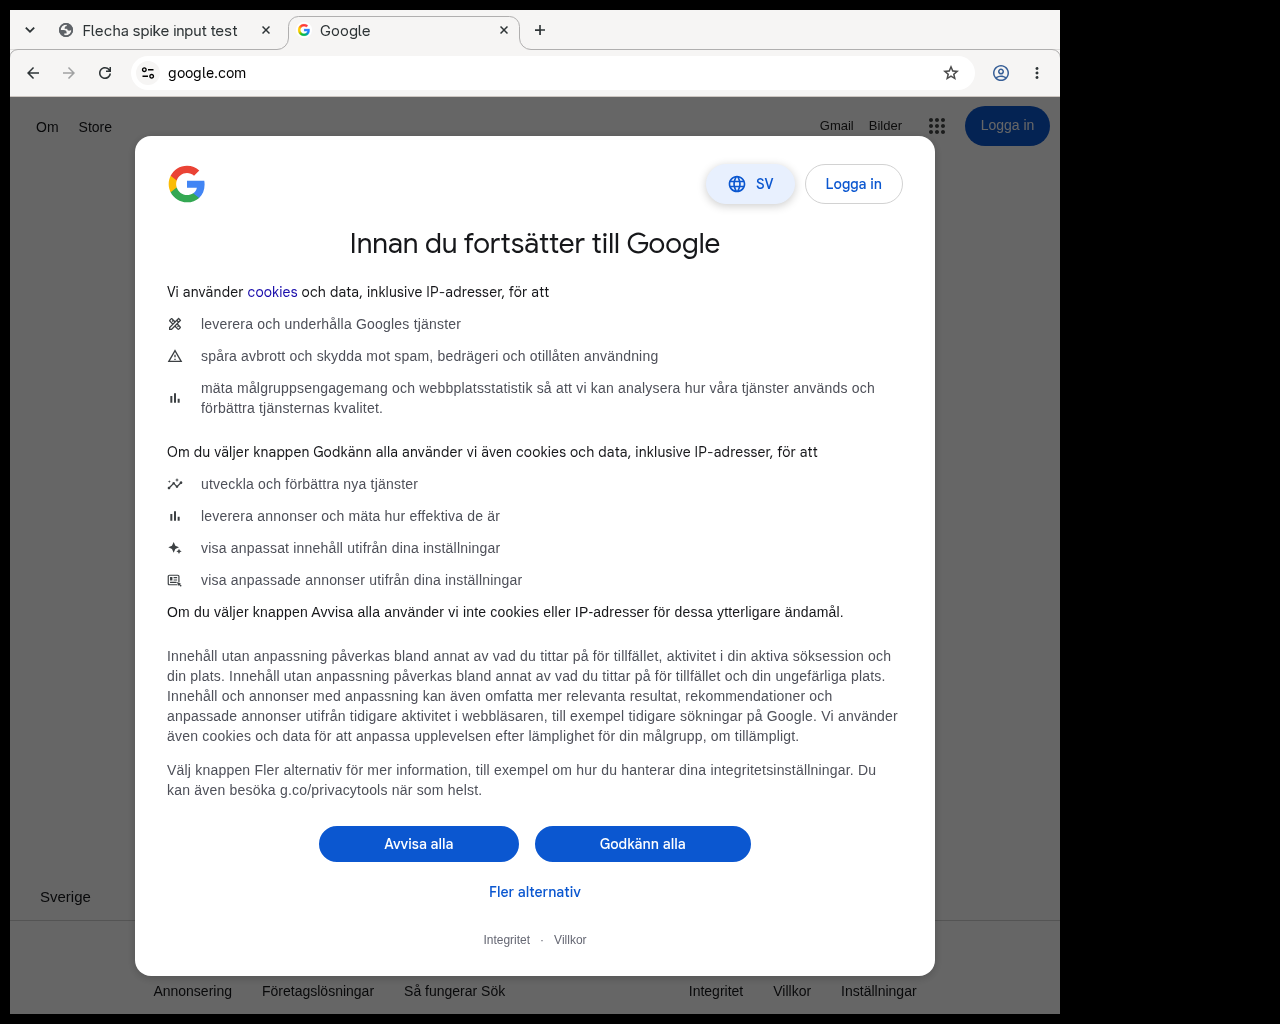 Flecha spike input test
Google
google.com
Om Store
Gmail Bilder Logga in
SV Logga in
Innan du fortsätter till Google
Vi använder cookies och data, inklusive IP-adresser, för att
leverera och underhålla Googles tjänster
spåra avbrott och skydda mot spam, bedrägeri och otillåten användning
mäta målgruppsengagemang och webbplatsstatistik så att vi kan analysera hur våra tjänster används och
förbättra tjänsternas kvalitet.
Om du väljer knappen Godkänn alla använder vi även cookies och data, inklusive IP-adresser, för att
utveckla och förbättra nya tjänster
leverera annonser och mäta hur effektiva de är
visa anpassat innehåll utifrån dina inställningar
visa anpassade annonser utifrån dina inställningar
Om du väljer knappen Avvisa alla använder vi inte cookies eller IP-adresser för dessa ytterligare ändamål.
Innehåll utan anpassning påverkas bland annat av vad du tittar på för tillfället, aktivitet i din aktiva söksession och
din plats. Innehåll utan anpassning påverkas bland annat av vad du tittar på för tillfället och din ungefärliga plats.
Innehåll och annonser med anpassning kan även omfatta mer relevanta resultat, rekommendationer och
anpassade annonser utifrån tidigare aktivitet i webbläsaren, till exempel tidigare sökningar på Google. Vi använder
även cookies och data för att anpassa upplevelsen efter lämplighet för din målgrupp, om tillämpligt.
Välj knappen Fler alternativ för mer information, till exempel om hur du hanterar dina integritetsinställningar. Du
kan även besöka g.co/privacytools när som helst.
Avvisa alla Godkänn alla
Fler alternativ
Sverige
Integritet · Villkor
Annonsering Företagslösningar Så fungerar Sök Integritet Villkor Inställningar